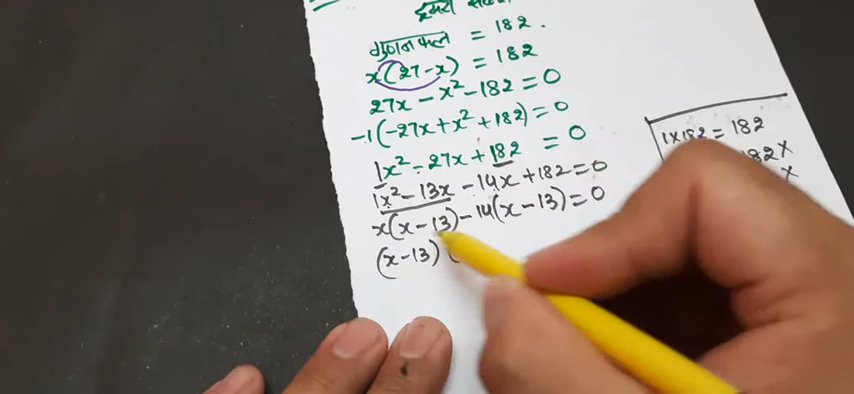 दूसरी
गुणनफल = 182.
x(27-x) = 182
27x - x² - 182 = 0
-1(-27x + x² + 182) = 0
1x² - 27x + 182 = 0
1x² - 13x - 14x + 182 = 0
x(x-13) - 14(x-13) = 0
(x-13) (
1x182 = 182
182 x
x